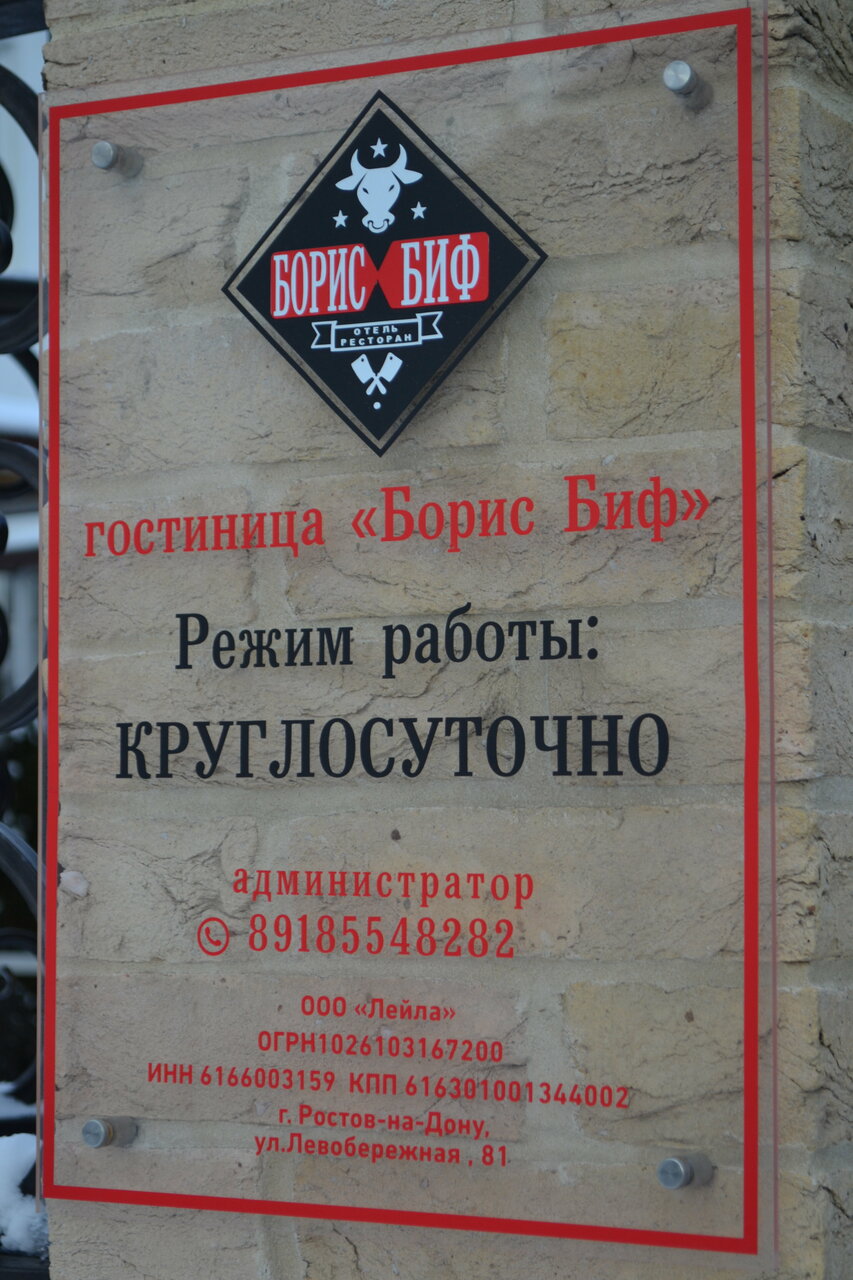 БОРИС БИФ
ОТЕЛЬ
РЕСТОРАН
гостиница «Борис Биф»
Режим работы:
КРУГЛОСУТОЧНО
администратор
89185548282
ООО «Лейла»
ОГРН1026103167200
ИНН 6166003159 КПП 616301001344002
г. Ростов-на-Дону,
ул.Левобережная , 81